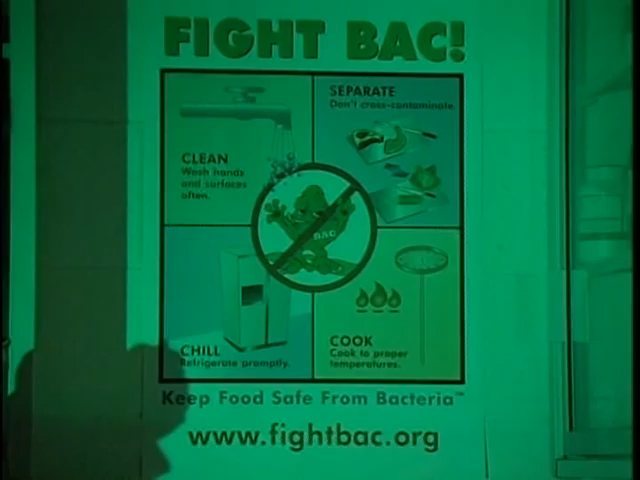 FIGHT BAC!
SEPARATE
Don't cross-contaminate
CLEAN
Wash hands
and surfaces
often.
BAC
CHILL
Refrigerate promptly.
COOK
Cook to proper
temperatures.
Keep Food Safe From Bacteria™
www.fightbac.org